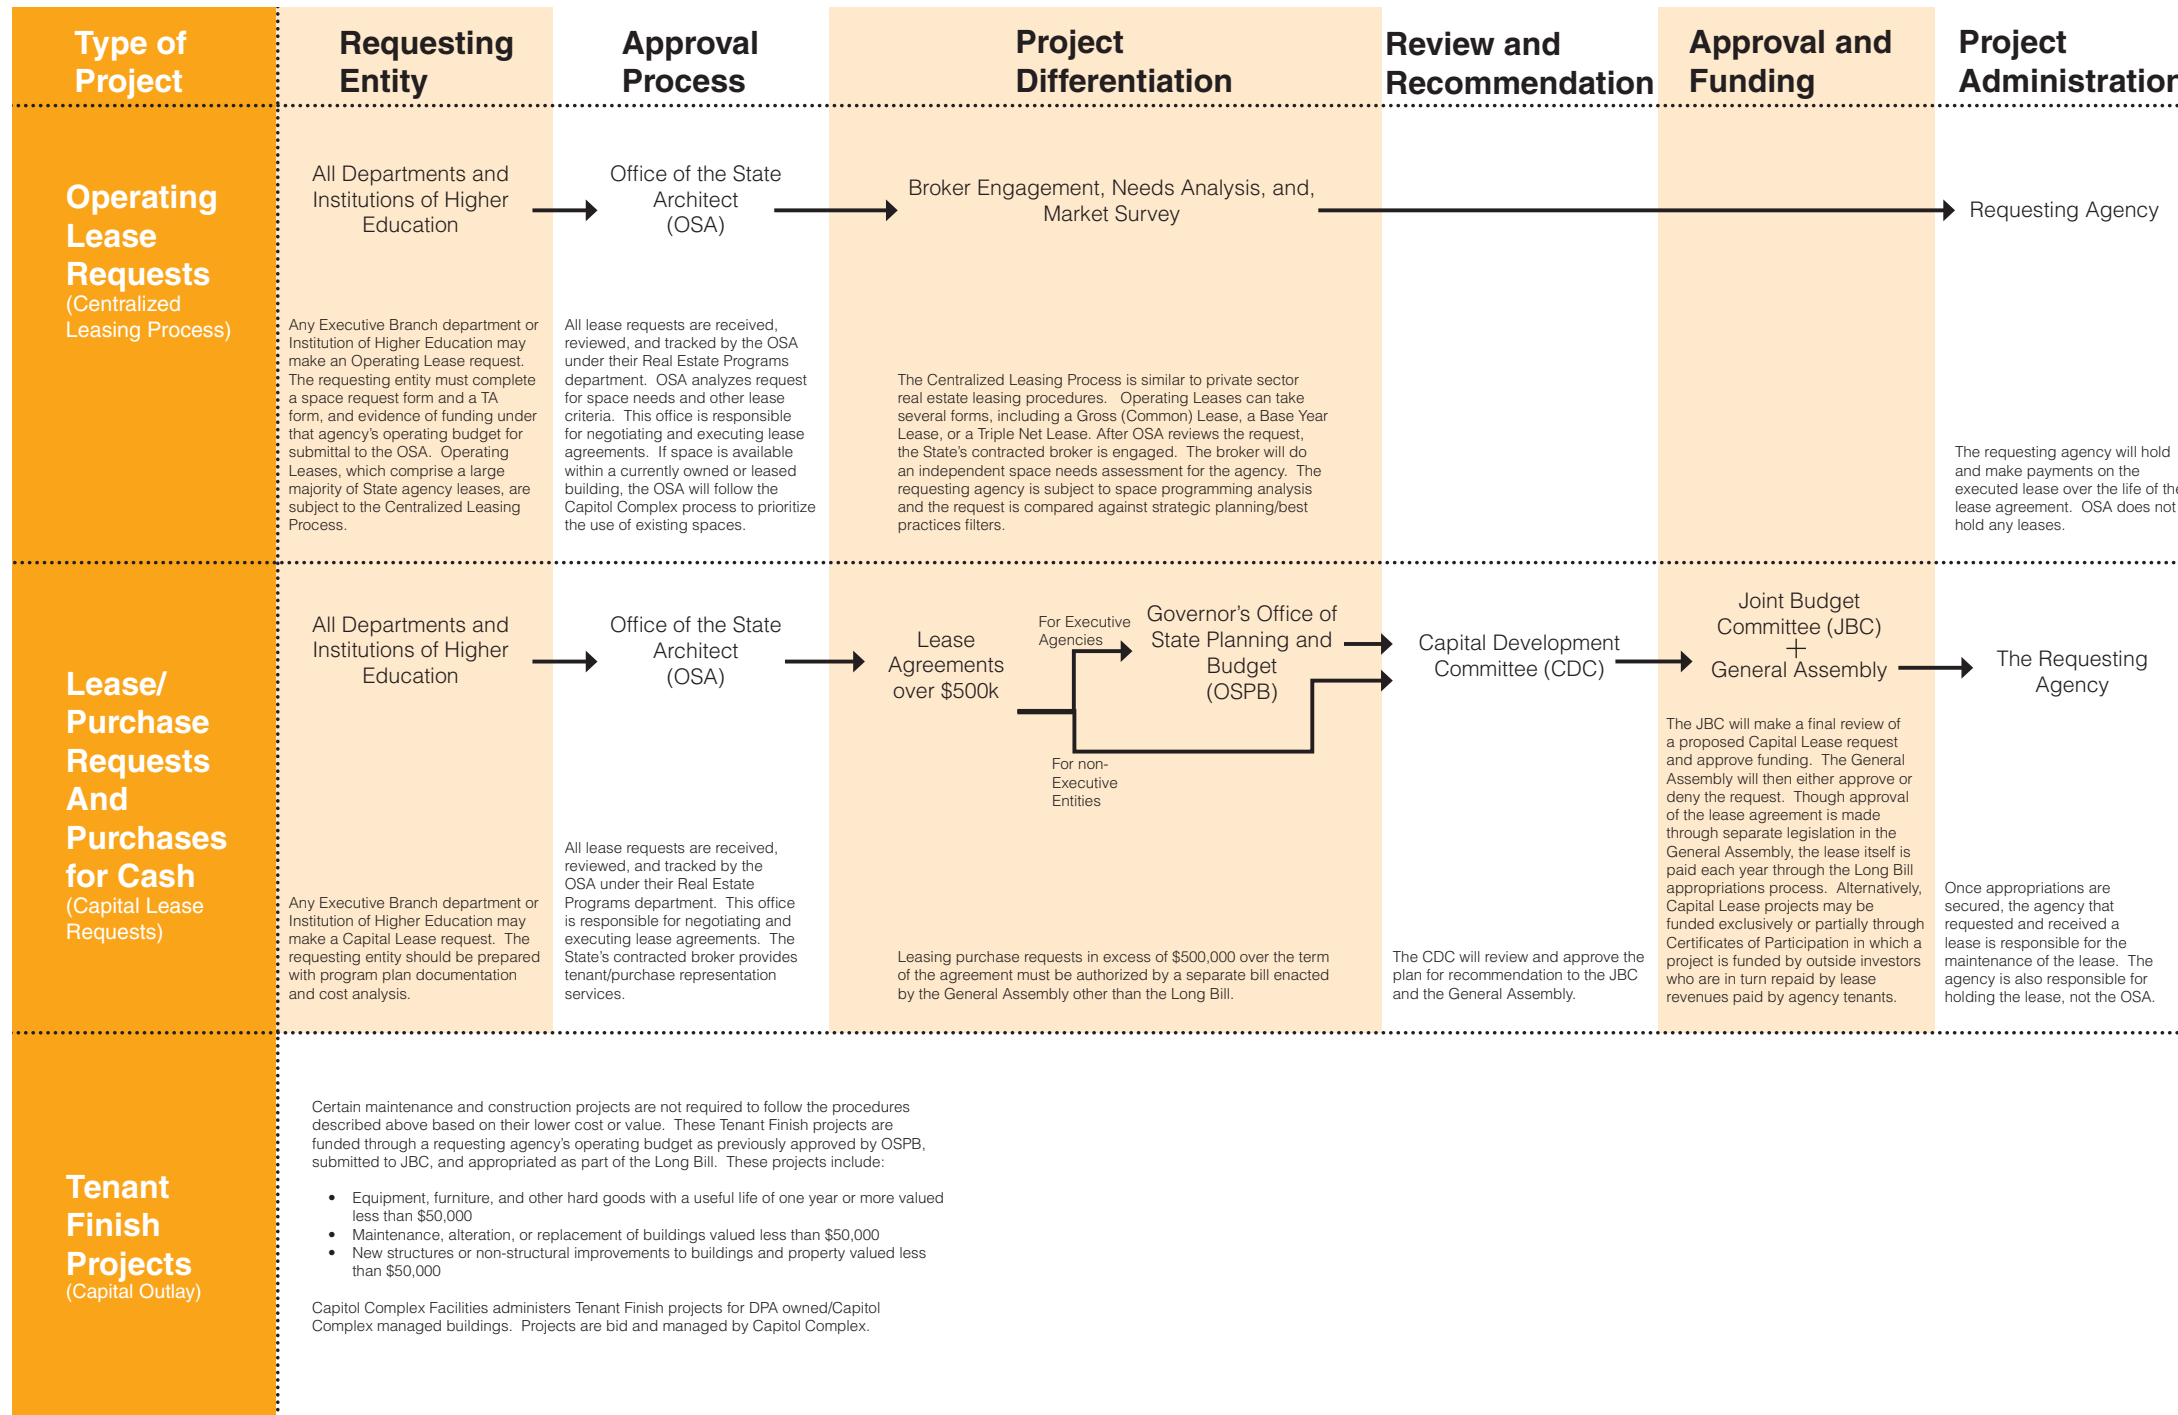 Type of
Project
Requesting
Entity
Approval
Process
Project
Differentiation
Review and
Recommendation
Approval and
Funding
Project
Administration
Operating
Lease
Requests
(Centralized
Leasing Process)
All Departments and
Institutions of Higher
Education
Office of the State
Architect
(OSA)
Broker Engagement, Needs Analysis, and,
Market Survey
Requesting Agency
Any Executive Branch department or
Institution of Higher Education may
make an Operating Lease request.
The requesting entity must complete
a space request form and a TA
form, and evidence of funding under
that agency's operating budget for
submittal to the OSA. Operating
Leases, which comprise a large
majority of State agency leases, are
subject to the Centralized Leasing
Process.
All lease requests are received,
reviewed, and tracked by the OSA
under their Real Estate Programs
department. OSA analyzes request
for space needs and other lease
criteria. This office is responsible
for negotiating and executing lease
agreements. If space is available
within a currently owned or leased
building, the OSA will follow the
Capitol Complex process to prioritize
the use of existing spaces.
The Centralized Leasing Process is similar to private sector
real estate leasing procedures. Operating Leases can take
several forms, including a Gross (Common) Lease, a Base Year
Lease, or a Triple Net Lease. After OSA reviews the request,
the State's contracted broker is engaged. The broker will do
an independent space needs assessment for the agency. The
requesting agency is subject to space programming analysis
and the request is compared against strategic planning/best
practices filters.
The requesting agency will hold
and make payments on the
executed lease over the life of the
lease agreement. OSA does not
hold any leases.
Lease/
Purchase
Requests
And
Purchases
for Cash
(Capital Lease
Requests)
All Departments and
Institutions of Higher
Education
Office of the State
Architect
(OSA)
Lease
Agreements
over $500k
For Executive
Agencies
Governor's Office of
State Planning and
Budget
(OSPB)
For non-
Executive
Entities
Capital Development
Committee (CDC)
Joint Budget
Committee (JBC)
+
General Assembly
The Requesting
Agency
Any Executive Branch department or
Institution of Higher Education may
make a Capital Lease request. The
requesting entity should be prepared
with program plan documentation
and cost analysis.
All lease requests are received,
reviewed, and tracked by the
OSA under their Real Estate
Programs department. This office
is responsible for negotiating and
executing lease agreements. The
State's contracted broker provides
tenant/purchase representation
services.
Leasing purchase requests in excess of $500,000 over the term
of the agreement must be authorized by a separate bill enacted
by the General Assembly other than the Long Bill.
The CDC will review and approve the
plan for recommendation to the JBC
and the General Assembly.
The JBC will make a final review of
a proposed Capital Lease request
and approve funding. The General
Assembly will then either approve or
deny the request. Though approval
of the lease agreement is made
through separate legislation in the
General Assembly, the lease itself is
paid each year through the Long Bill
appropriations process. Alternatively,
Capital Lease projects may be
funded exclusively or partially through
Certificates of Participation in which a
project is funded by outside investors
who are in turn repaid by lease
revenues paid by agency tenants.
Once appropriations are
secured, the agency that
requested and received a
lease is responsible for the
maintenance of the lease. The
agency is also responsible for
holding the lease, not the OSA.
Tenant
Finish
Projects
(Capital Outlay)
Certain maintenance and construction projects are not required to follow the procedures
described above based on their lower cost or value. These Tenant Finish projects are
funded through a requesting agency's operating budget as previously approved by OSPB,
submitted to JBC, and appropriated as part of the Long Bill. These projects include:
• Equipment, furniture, and other hard goods with a useful life of one year or more valued
less than $50,000
• Maintenance, alteration, or replacement of buildings valued less than $50,000
• New structures or non-structural improvements to buildings and property valued less
than $50,000
Capitol Complex Facilities administers Tenant Finish projects for DPA owned/Capitol
Complex managed buildings. Projects are bid and managed by Capitol Complex.